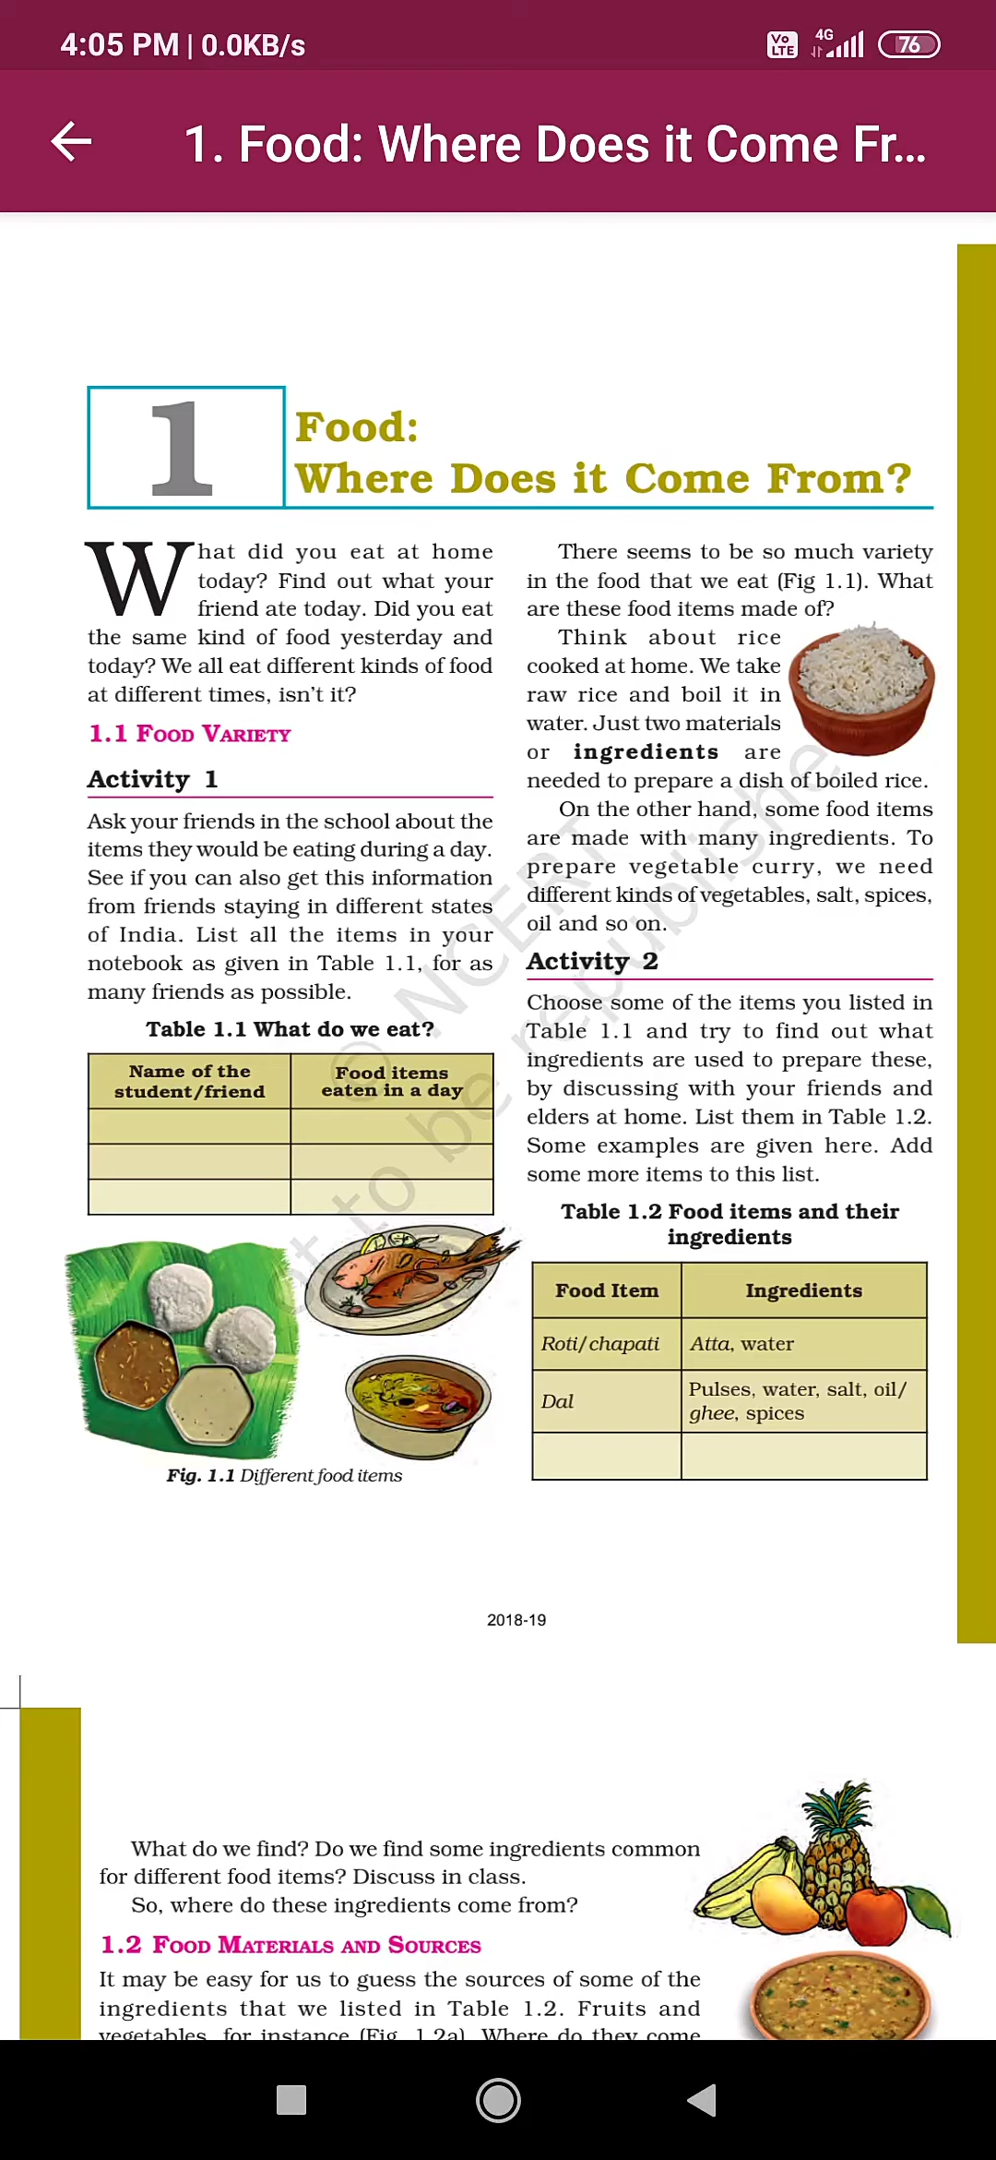 4:05 PM | 0.0KB/s
Vo
LTE
4G
76
1. Food: Where Does it Come Fr...
1
Food:
Where Does it Come From?
What did you eat at home
today? Find out what your
friend ate today. Did you eat
the same kind of food yesterday and
today? We all eat different kinds of food
at different times, isn't it?
1.1 FOOD VARIETY
Activity 1
Ask your friends in the school about the
items they would be eating during a day.
See if you can also get this information
from friends staying in different states
of India. List all the items in your
notebook as given in Table 1.1, for as
many friends as possible.
Table 1.1 What do we eat?
Name of the
student/friend
Food items
eaten in a day
Fig. 1.1 Different food items
There seems to be so much variety
in the food that we eat (Fig 1.1). What
are these food items made of?
Think about rice
cooked at home. We take
raw rice and boil it in
water. Just two materials
or ingredients are
needed to prepare a dish of boiled rice.
On the other hand, some food items
are made with many ingredients. To
prepare vegetable curry, we need
different kinds of vegetables, salt, spices,
oil and so on.
Activity 2
Choose some of the items you listed in
Table 1.1 and try to find out what
ingredients are used to prepare these,
by discussing with your friends and
elders at home. List them in Table 1.2.
Some examples are given here. Add
some more items to this list.
Table 1.2 Food items and their
ingredients
Food Item
Ingredients
Roti/chapati
Atta, water
Dal
Pulses, water, salt, oil/
ghee, spices
© NCERT
to be republishe
2018-19
What do we find? Do we find some ingredients common
for different food items? Discuss in class.
So, where do these ingredients come from?
1.2 FOOD MATERIALS AND SOURCES
It may be easy for us to guess the sources of some of the
ingredients that we listed in Table 1.2. Fruits and
vegetables, for instance (Fig. 1.2a). Where do they come